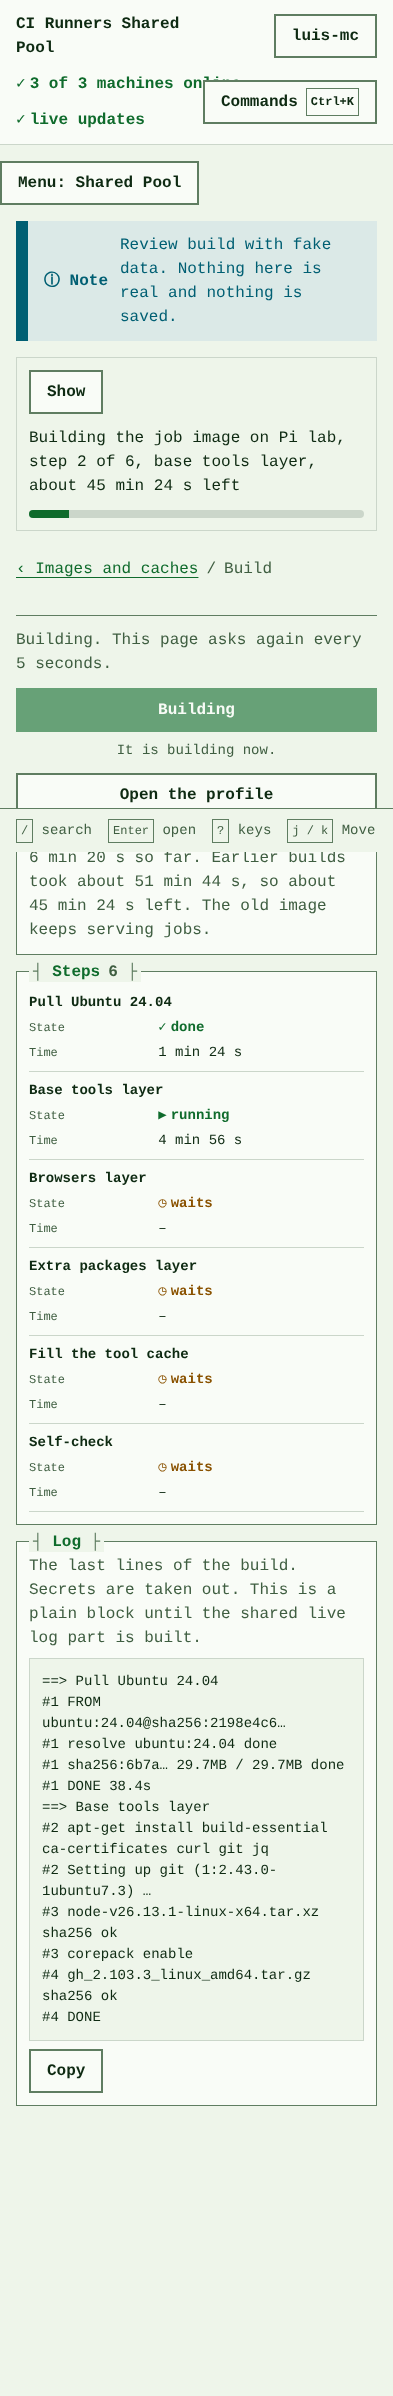 CI Runners Shared
Pool
luis-mc
✓ 3 of 3 machines online
✓ live updates
Commands Ctrl+K
Menu: Shared Pool
ⓘ Note
Review build with fake
data. Nothing here is
real and nothing is
saved.
Show
Building the job image on Pi lab,
step 2 of 6, base tools layer,
about 45 min 24 s left
‹ Images and caches / Build
Building. This page asks again every
5 seconds.
Building
It is building now.
Open the profile
/ search Enter open ? keys j / k Move
6 min 20 s so far. Earlier builds
took about 51 min 44 s, so about
45 min 24 s left. The old image
keeps serving jobs.
Steps 6
Pull Ubuntu 24.04
State ✓ done
Time 1 min 24 s
Base tools layer
State ▶ running
Time 4 min 56 s
Browsers layer
State ◷ waits
Time –
Extra packages layer
State ◷ waits
Time –
Fill the tool cache
State ◷ waits
Time –
Self-check
State ◷ waits
Time –
Log
The last lines of the build.
Secrets are taken out. This is a
plain block until the shared live
log part is built.
==> Pull Ubuntu 24.04
#1 FROM
ubuntu:24.04@sha256:2198e4c6…
#1 resolve ubuntu:24.04 done
#1 sha256:6b7a… 29.7MB / 29.7MB done
#1 DONE 38.4s
==> Base tools layer
#2 apt-get install build-essential
ca-certificates curl git jq
#2 Setting up git (1:2.43.0-
1ubuntu7.3) …
#3 node-v26.13.1-linux-x64.tar.xz
sha256 ok
#3 corepack enable
#4 gh_2.103.3_linux_amd64.tar.gz
sha256 ok
#4 DONE
Copy